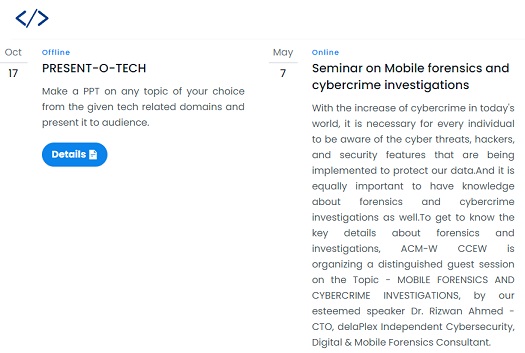 </>
Oct
17
Offline
PRESENT-O-TECH
Make a PPT on any topic of your choice
from the given tech related domains and
present it to audience.
Details
May
7
Online
Seminar on Mobile forensics and
cybercrime investigations
With the increase of cybercrime in today's
world, it is necessary for every individual
to be aware of the cyber threats, hackers,
and security features that are being
implemented to protect our data.And it is
equally important to have knowledge
about forensics and cybercrime
investigations as well.To get to know the
key details about forensics and
investigations, ACM-W CCEW is
organizing a distinguished guest session
on the Topic - MOBILE FORENSICS AND
CYBERCRIME INVESTIGATIONS, by our
esteemed speaker Dr. Rizwan Ahmed -
CTO, delaPlex Independent Cybersecurity,
Digital & Mobile Forensics Consultant.